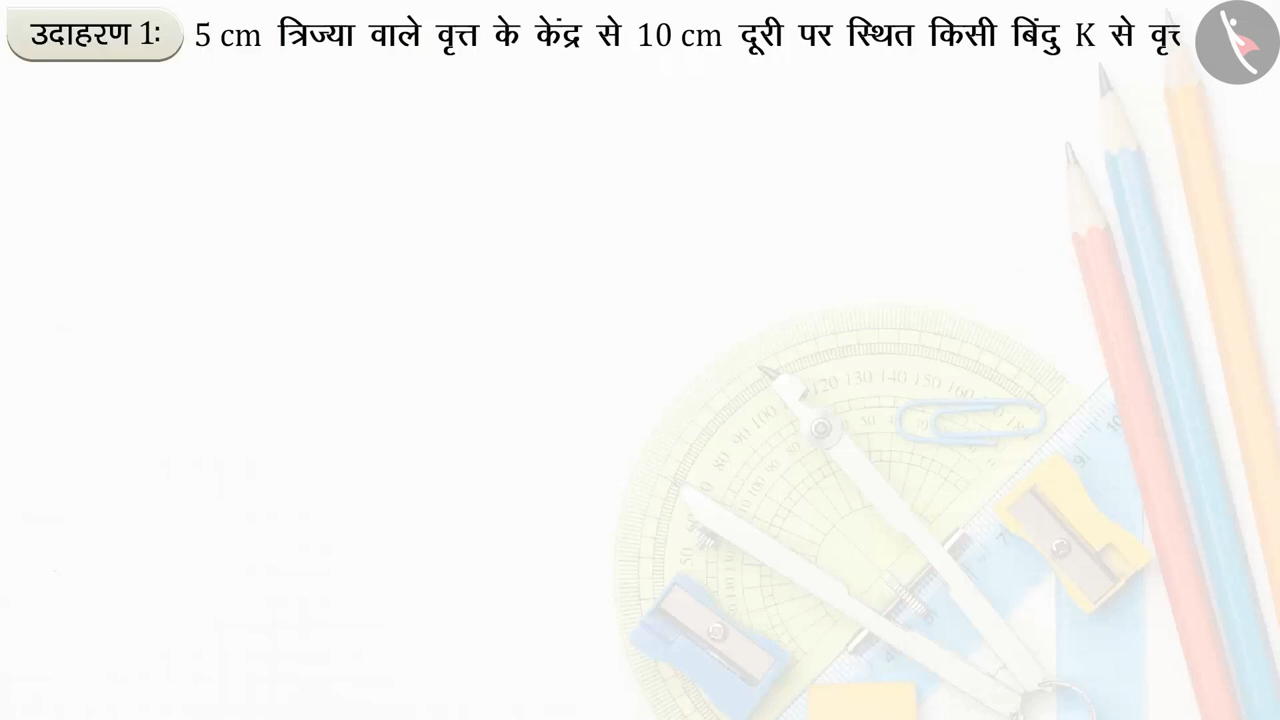 उदाहरण 1: 5 cm त्रिज्या वाले वृत्त के केंद्र से 10 cm दूरी पर स्थित किसी बिंदु K से